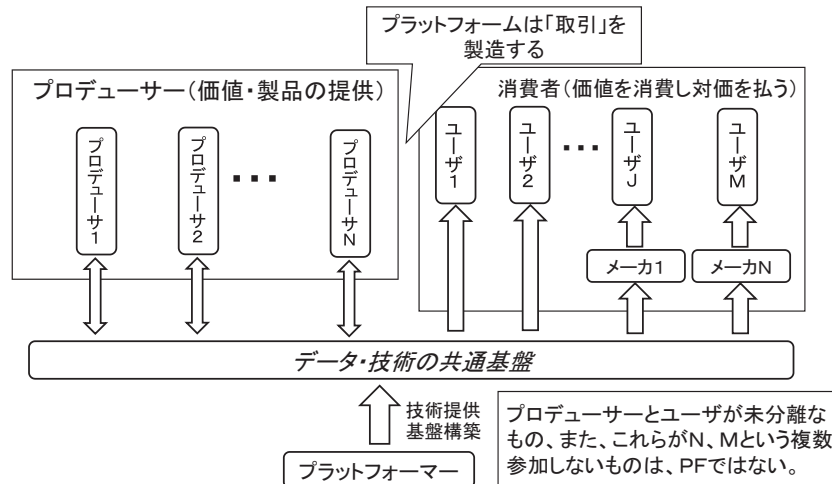 プラットフォームは「取引」を
製造する
プロデューサー(価値・製品の提供)
消費者(価値を消費し対価を払う)
プロデューサ1
プロデューサ2
・・・
プロデューサN
ユーザ1
ユーザ2
・・・
ユーザJ
ユーザM
メーカ1
メーカN
データ・技術の共通基盤
技術提供
基盤構築
プラットフォーマー
プロデューサーとユーザが未分離な
もの、また、これらがN、Mという複数
参加しないものは、PFではない。